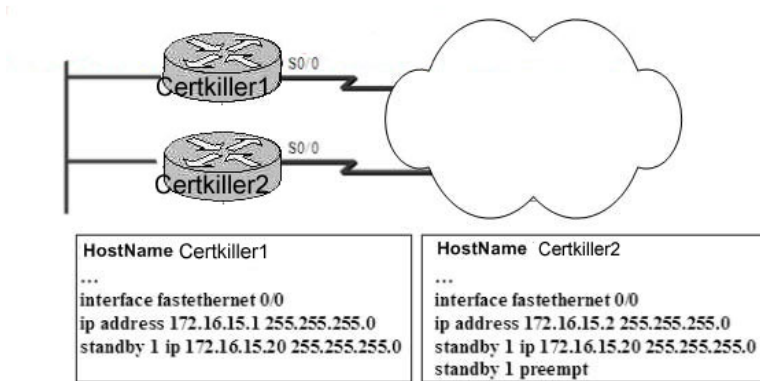 S0/0
Certkiller1
S0/0
Certkiller2
HostName Certkiller1
...
interface fastethernet 0/0
ip address 172.16.15.1 255.255.255.0
standby 1 ip 172.16.15.20 255.255.255.0
HostName Certkiller2
...
interface fastethernet 0/0
ip address 172.16.15.2 255.255.255.0
standby 1 ip 172.16.15.20 255.255.255.0
standby 1 preempt